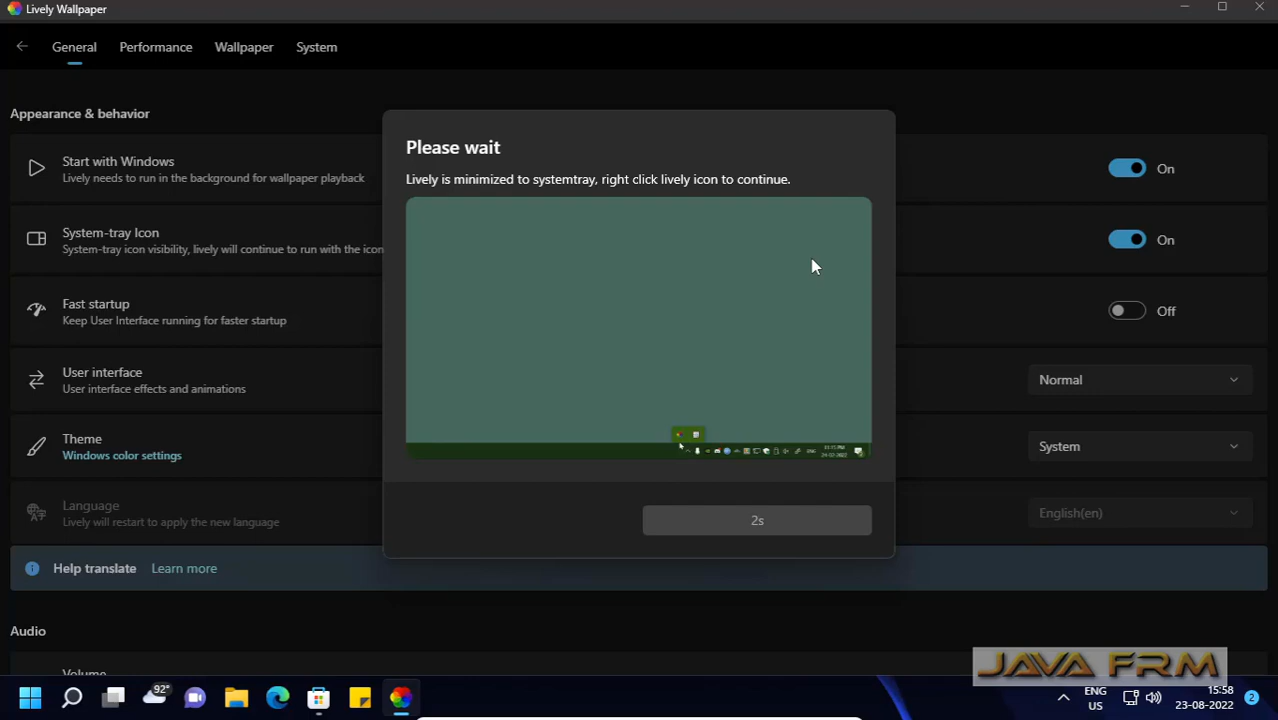 Lively Wallpaper
General
Performance
Wallpaper
System
Appearance & behavior
Please wait
Lively is minimized to systemtray, right click lively icon to continue.
Start with Windows
Lively needs to run in the background for wallpaper playback
On
System-tray Icon
System-tray icon visibility, lively will continue to run with the icon
On
Fast startup
Keep User Interface running for faster startup
Off
User interface
User interface effects and animations
Normal
Theme
Windows color settings
System
ENG
Language
Lively will restart to apply the new language
English(en)
2s
Help translate
Learn more
Audio
Volume
JAVA FRM
92°
ENG
US
15:58
23-08-2022
2